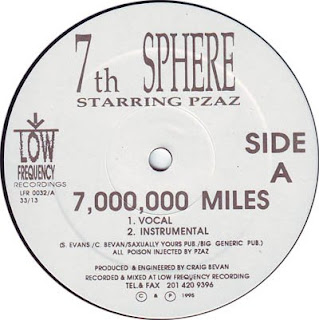 7th SPHERE
STARRING PZAZ
LOW
FREQUENCY
RECORDINGS
LFR 0032/A
33/13
SIDE
A
7,000,000 MILES
1. VOCAL
2. INSTRUMENTAL
(S. EVANS /C. BEVAN/SAXUALLY YOURS PUB./BIG GENERIC PUB.)
ALL POISON INJECTED BY PZAZ
PRODUCED & ENGINEERED BY CRAIG BEVAN
RECORDED & MIXED AT LOW FREQUENCY RECORDING
TEL.& FAX 201 420 9396
C & P 1995